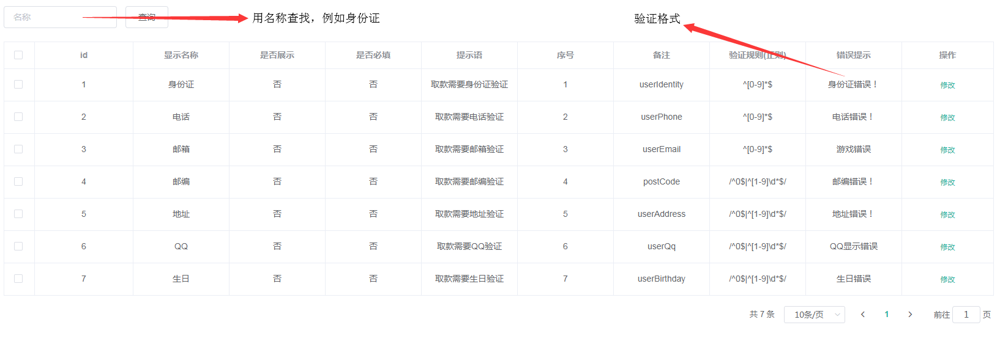 名称 查询 用名称查找，例如身份证 验证格式
id 显示名称 是否展示 是否必填 提示语 序号 备注 验证规则(正则) 错误提示 操作
1 身份证 否 否 取款需要身份证验证 1 userIdentity ^[0-9]*$ 身份证错误！ 修改
2 电话 否 否 取款需要电话验证 2 userPhone ^[0-9]*$ 电话错误！ 修改
3 邮箱 否 否 取款需要邮箱验证 3 userEmail ^[0-9]*$ 游戏错误 修改
4 邮编 否 否 取款需要邮编验证 4 postCode /^0$|^[1-9]\d*$/ 邮编错误！ 修改
5 地址 否 否 取款需要地址验证 5 userAddress /^0$|^[1-9]\d*$/ 地址错误！ 修改
6 QQ 否 否 取款需要QQ验证 6 userQq /^0$|^[1-9]\d*$/ QQ显示错误 修改
7 生日 否 否 取款需要生日验证 7 userBirthday /^0$|^[1-9]\d*$/ 生日错误 修改
共 7 条 10条/页 1 前往 1 页